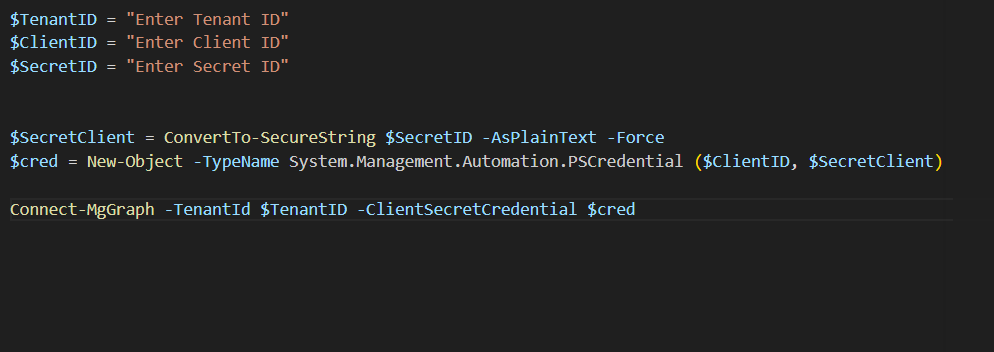 $TenantID = "Enter Tenant ID"
$ClientID = "Enter Client ID"
$SecretID = "Enter Secret ID"
$SecretClient = ConvertTo-SecureString $SecretID -AsPlainText -Force
$cred = New-Object -TypeName System.Management.Automation.PSCredential ($ClientID, $SecretClient)
Connect-MgGraph -TenantId $TenantID -ClientSecretCredential $cred